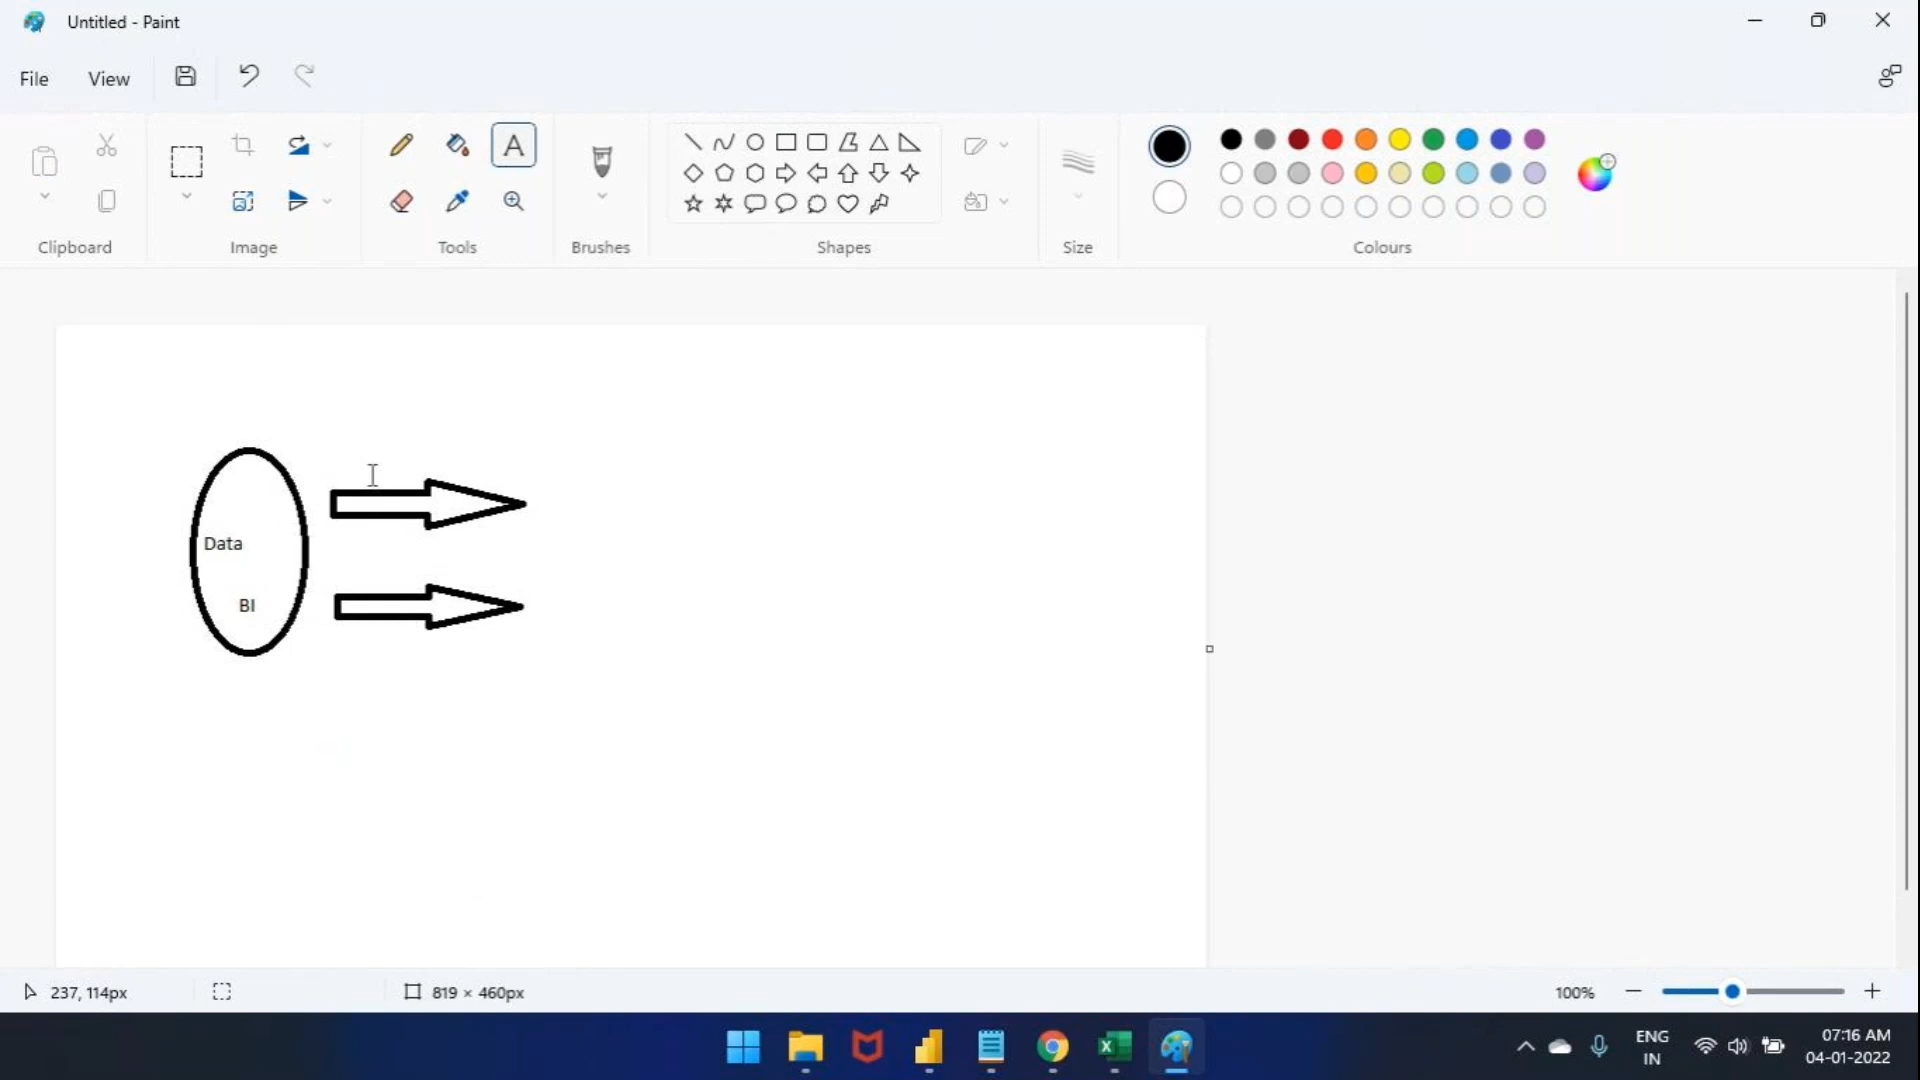 Untitled - Paint
File View
Clipboard Image Tools Brushes Shapes Size Colours
A
Data
BI
237, 114px 819 × 460px 100%
ENG 07:16 AM
IN 04-01-2022